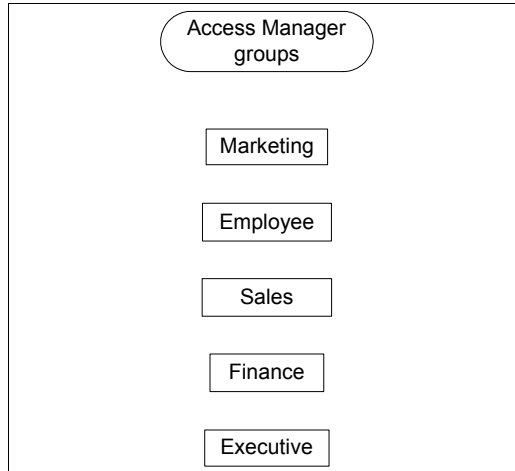 Access Manager
groups
Marketing
Employee
Sales
Finance
Executive